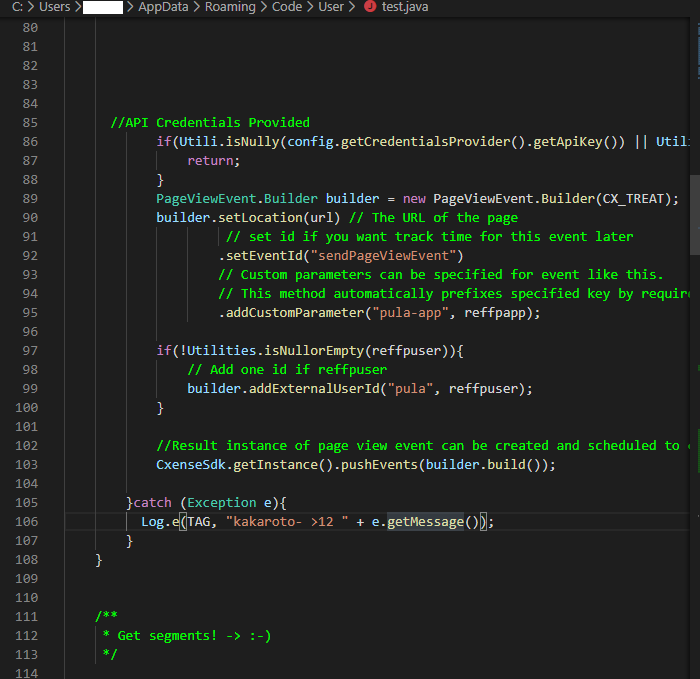 C: > Users > > AppData > Roaming > Code > User > J test.java
80
81
82
83
84
85 //API Credentials Provided
86 if(Utili.isNully(config.getCredentialsProvider().getApiKey()) || Util
87 return;
88 }
89 PageViewEvent.Builder builder = new PageViewEvent.Builder(CX_TREAT);
90 builder.setLocation(url) // The URL of the page
91 // set id if you want track time for this event later
92 .setEventId("sendPageViewEvent")
93 // Custom parameters can be specified for event like this.
94 // This method automatically prefixes specified key by require
95 .addCustomParameter("pula-app", reffpapp);
96
97 if(!Utilities.isNullorEmpty(reffpuser)){
98 // Add one id if reffpuser
99 builder.addExternalUserId("pula", reffpuser);
100 }
101
102 //Result instance of page view event can be created and scheduled to
103 CxenseSdk.getInstance().pushEvents(builder.build());
104
105 }catch (Exception e){
106 Log.e(TAG, "kakaroto- >12 " + e.getMessage());
107 }
108 }
109
110
111 /**
112 * Get segments! -> :-)
113 */
114